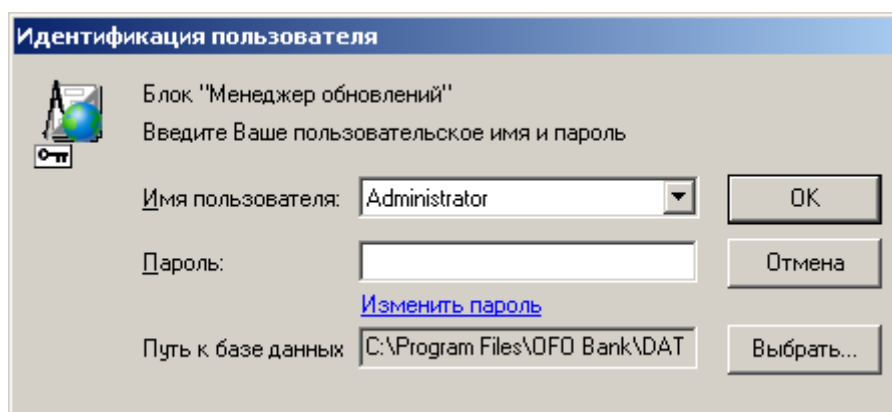 Идентификация пользователя
Блок "Менеджер обновлений"
Введите Ваше пользовательское имя и пароль
Имя пользователя: Administrator OK
Пароль: Отмена
Изменить пароль
Путь к базе данных C:\Program Files\OFO Bank\DAT Выбрать...